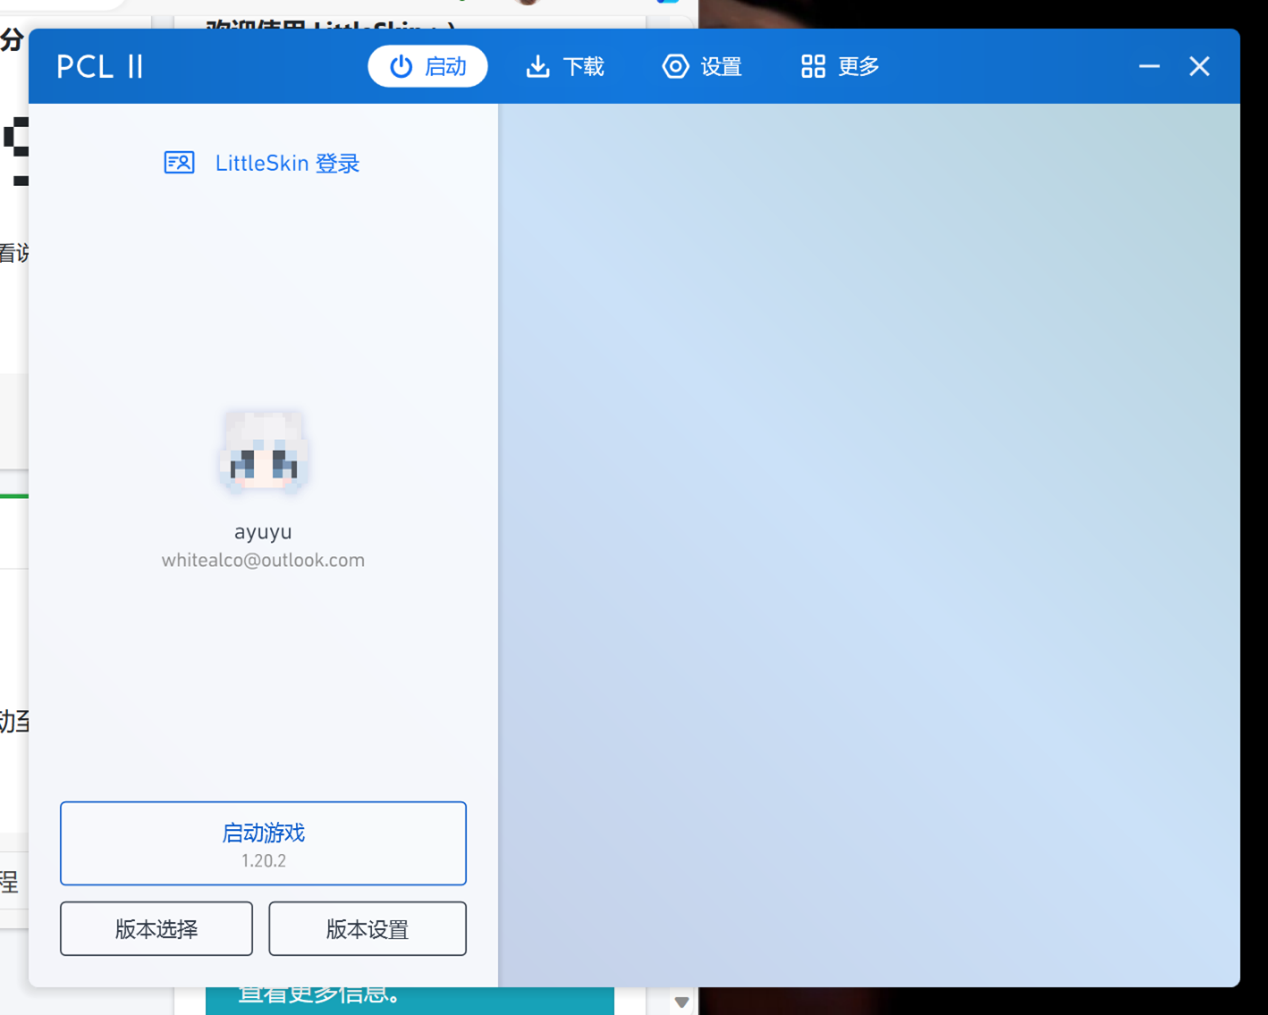 分
欢迎使用 LittleSkin
PCL II
启动
下载
设置
更多
LittleSkin 登录
看说
ayuyu
whitealco@outlook.com
动至
启动游戏
1.20.2
程
版本选择
版本设置
查看更多信息。